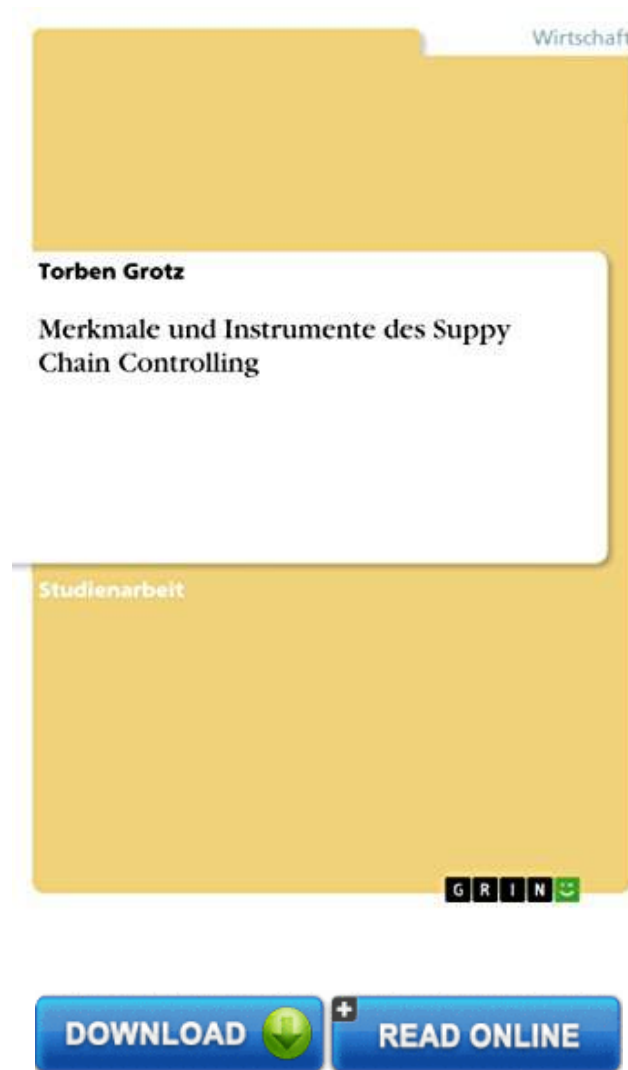 Wirtschaft
Torben Grotz
Merkmale und Instrumente des Suppy
Chain Controlling
Studienarbeit
GRIN
DOWNLOAD
READ ONLINE